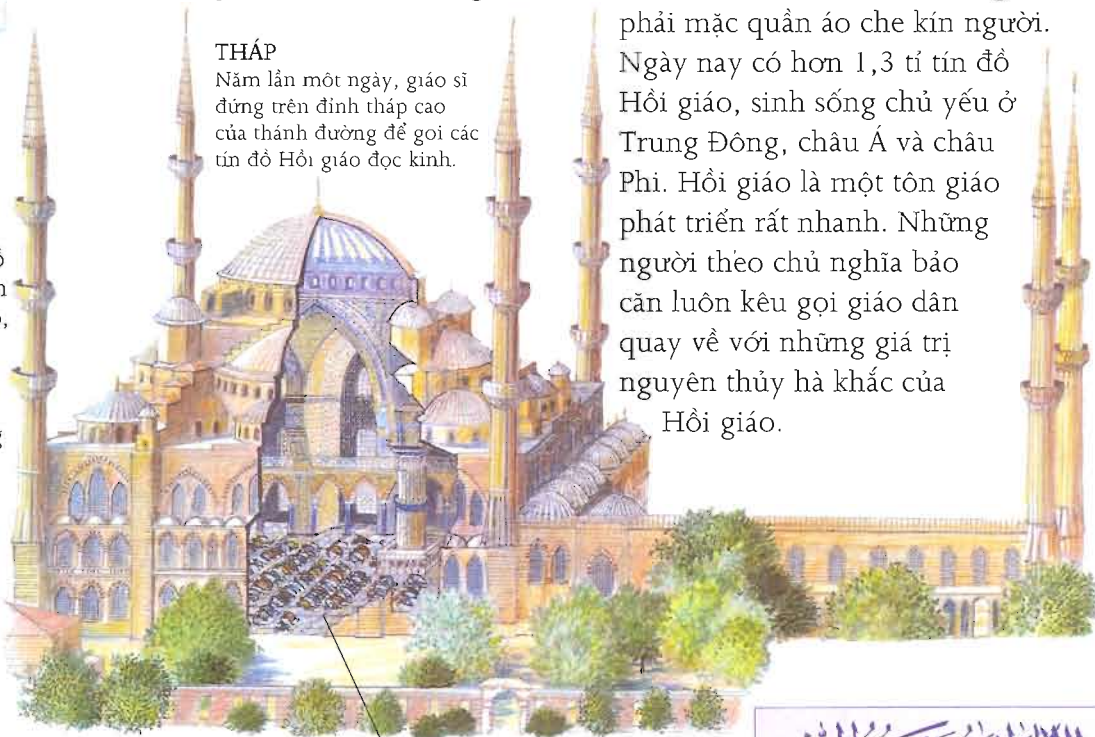 THÁP
Năm lần môt ngày, giáo sĩ
đứng trên đỉnh tháp cao
của thánh đường để goi các
tín đồ Hồi giáo đọc kinh.
phải mặc quần áo che kín người.
Ngày nay có hơn 1,3 tỉ tín đồ
Hồi giáo, sinh sống chủ yếu ở
Trung Đông, châu Á và châu
Phi. Hồi giáo là một tôn giáo
phát triển rất nhanh. Những
người theo chủ nghĩa bảo
căn luôn kêu gọi giáo dân
quay về với những giá trị
nguyên thủy hà khắc của
Hồi giáo.